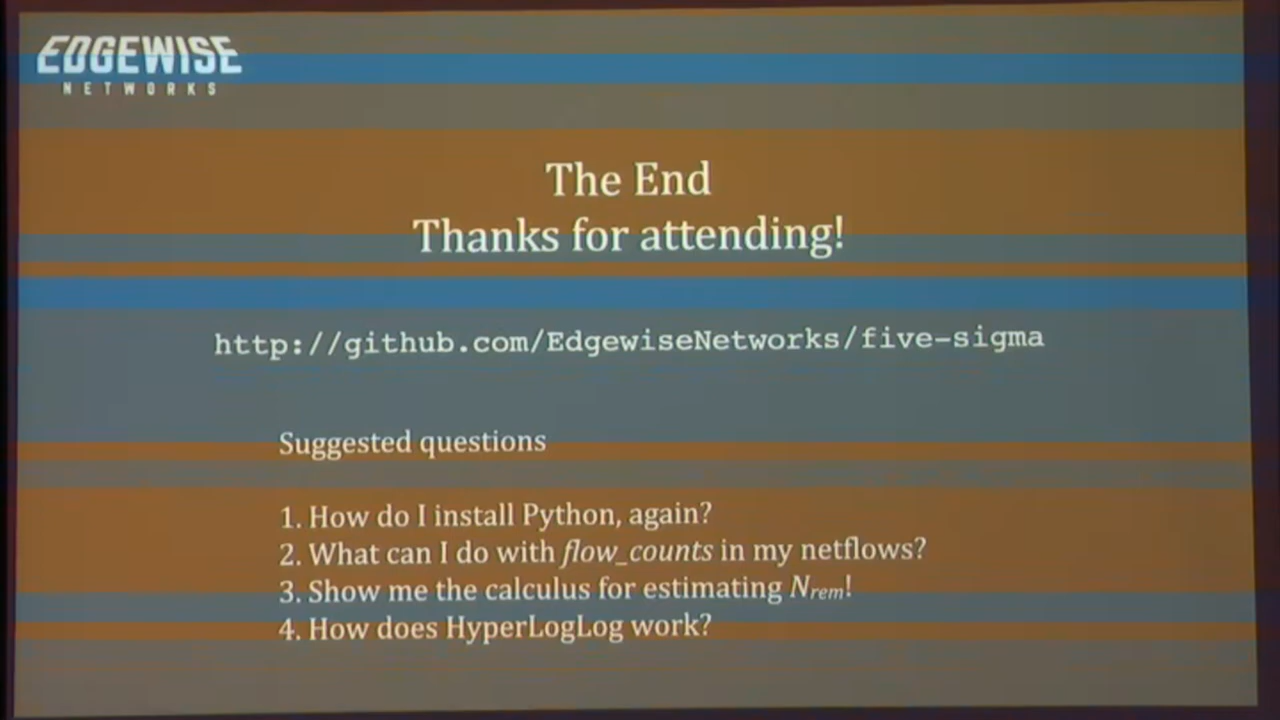 EDGEWISE
NETWORKS
The End
Thanks for attending!
http://github.com/EdgewiseNetworks/five-sigma
Suggested questions
1. How do I install Python, again?
2. What can I do with flow_counts in my netflows?
3. Show me the calculus for estimating Nrem!
4. How does HyperLogLog work?